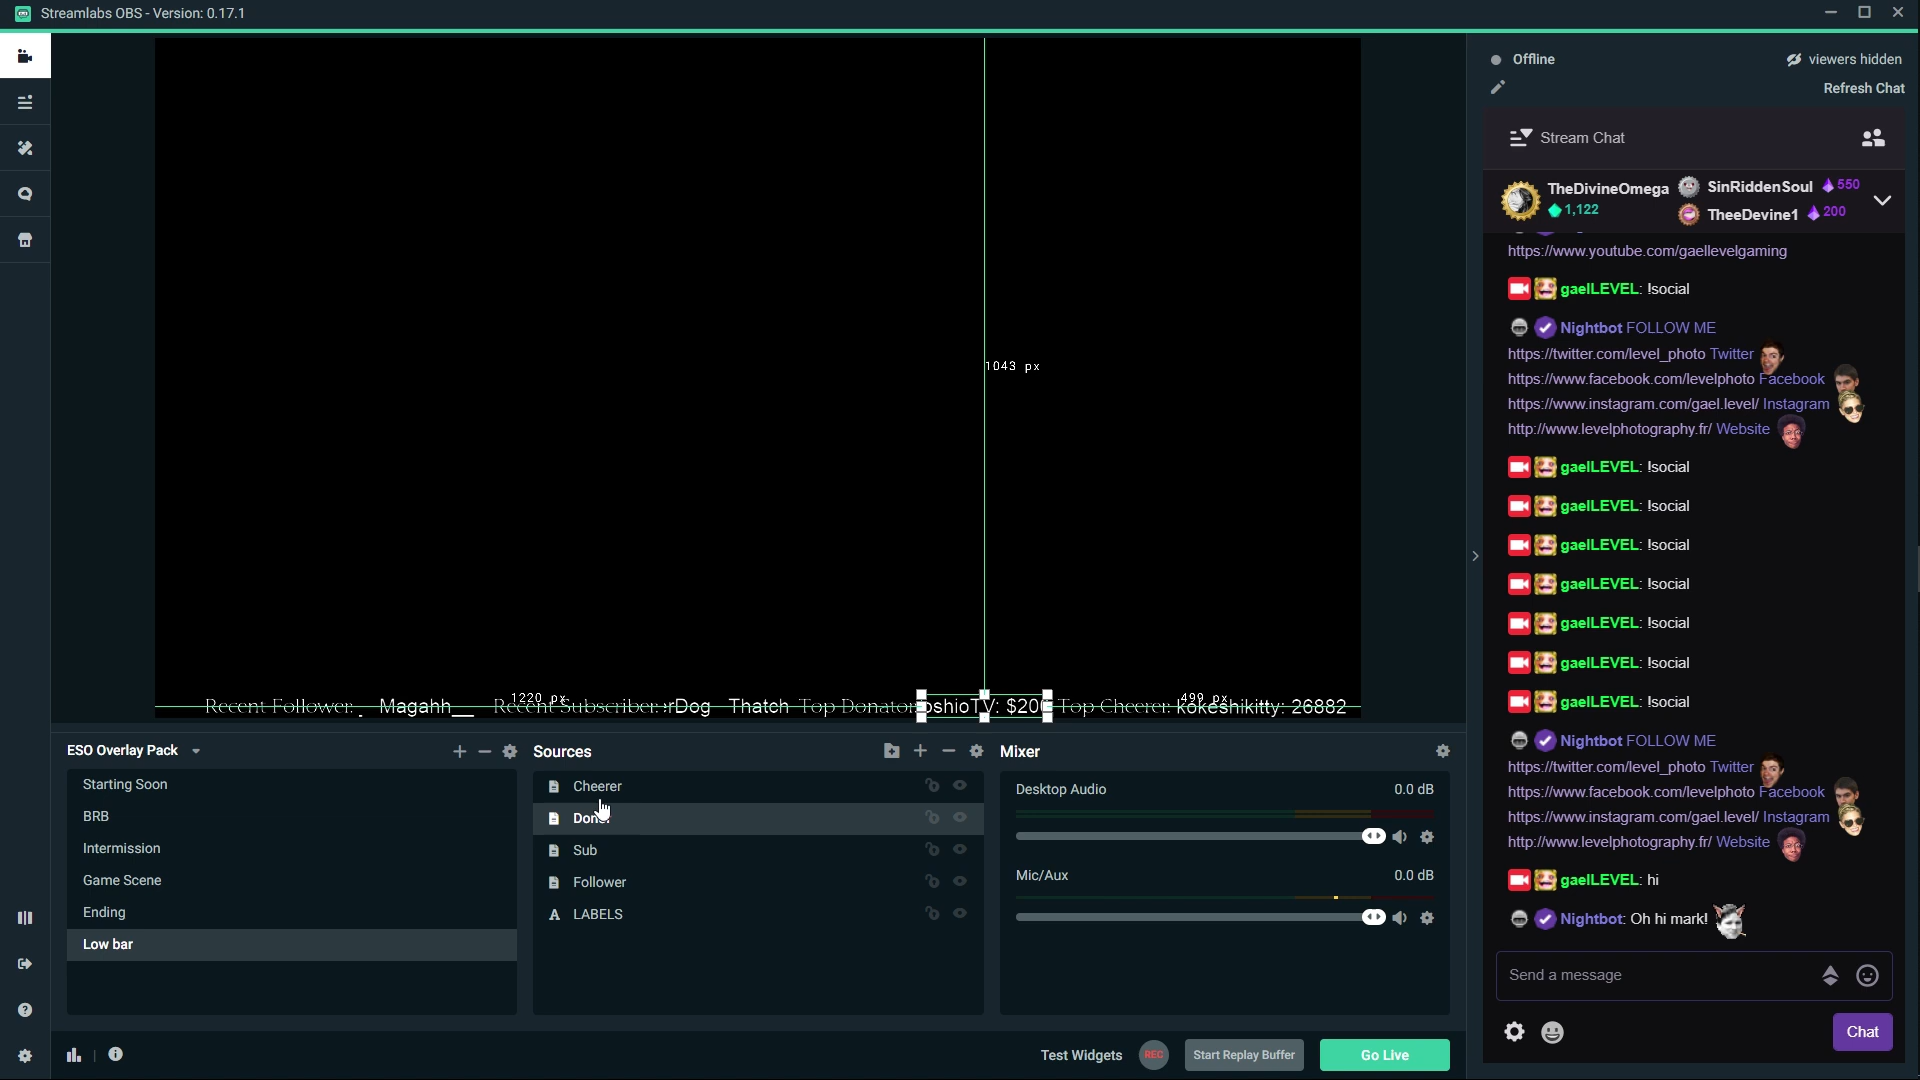 Streamlabs OBS - Version: 0.17.1
Offline
viewers hidden
Refresh Chat
Stream Chat
TheDivineOmega
1,122
SinRiddenSoul 550
TheeDevine1 200
https://www.youtube.com/gaellevelgaming
gaelLEVEL: !social
Nightbot FOLLOW ME
https://twitter.com/level_photo Twitter
https://www.facebook.com/levelphoto Facebook
https://www.instagram.com/gael.level/ Instagram
http://www.levelphotography.fr/ Website
gaelLEVEL: !social
gaelLEVEL: !social
gaelLEVEL: !social
gaelLEVEL: !social
gaelLEVEL: !social
gaelLEVEL: !social
gaelLEVEL: !social
Nightbot FOLLOW ME
https://twitter.com/level_photo Twitter
https://www.facebook.com/levelphoto Facebook
https://www.instagram.com/gael.level/ Instagram
http://www.levelphotography.fr/ Website
gaelLEVEL: hi
Nightbot: Oh hi mark!
Send a message
Chat
1043 px
1220 px
499 px
Recent Follower: Magahh__ Recent Subscriber: rDog Thatch Top Donator oshioTV: $200 Top Cheerer: kokeshikitty: 26882
ESO Overlay Pack
Starting Soon
BRB
Intermission
Game Scene
Ending
Low bar
Sources
Cheerer
Sub
Follower
LABELS
Mixer
Desktop Audio 0.0 dB
Mic/Aux 0.0 dB
Test Widgets
REC
Start Replay Buffer
Go Live